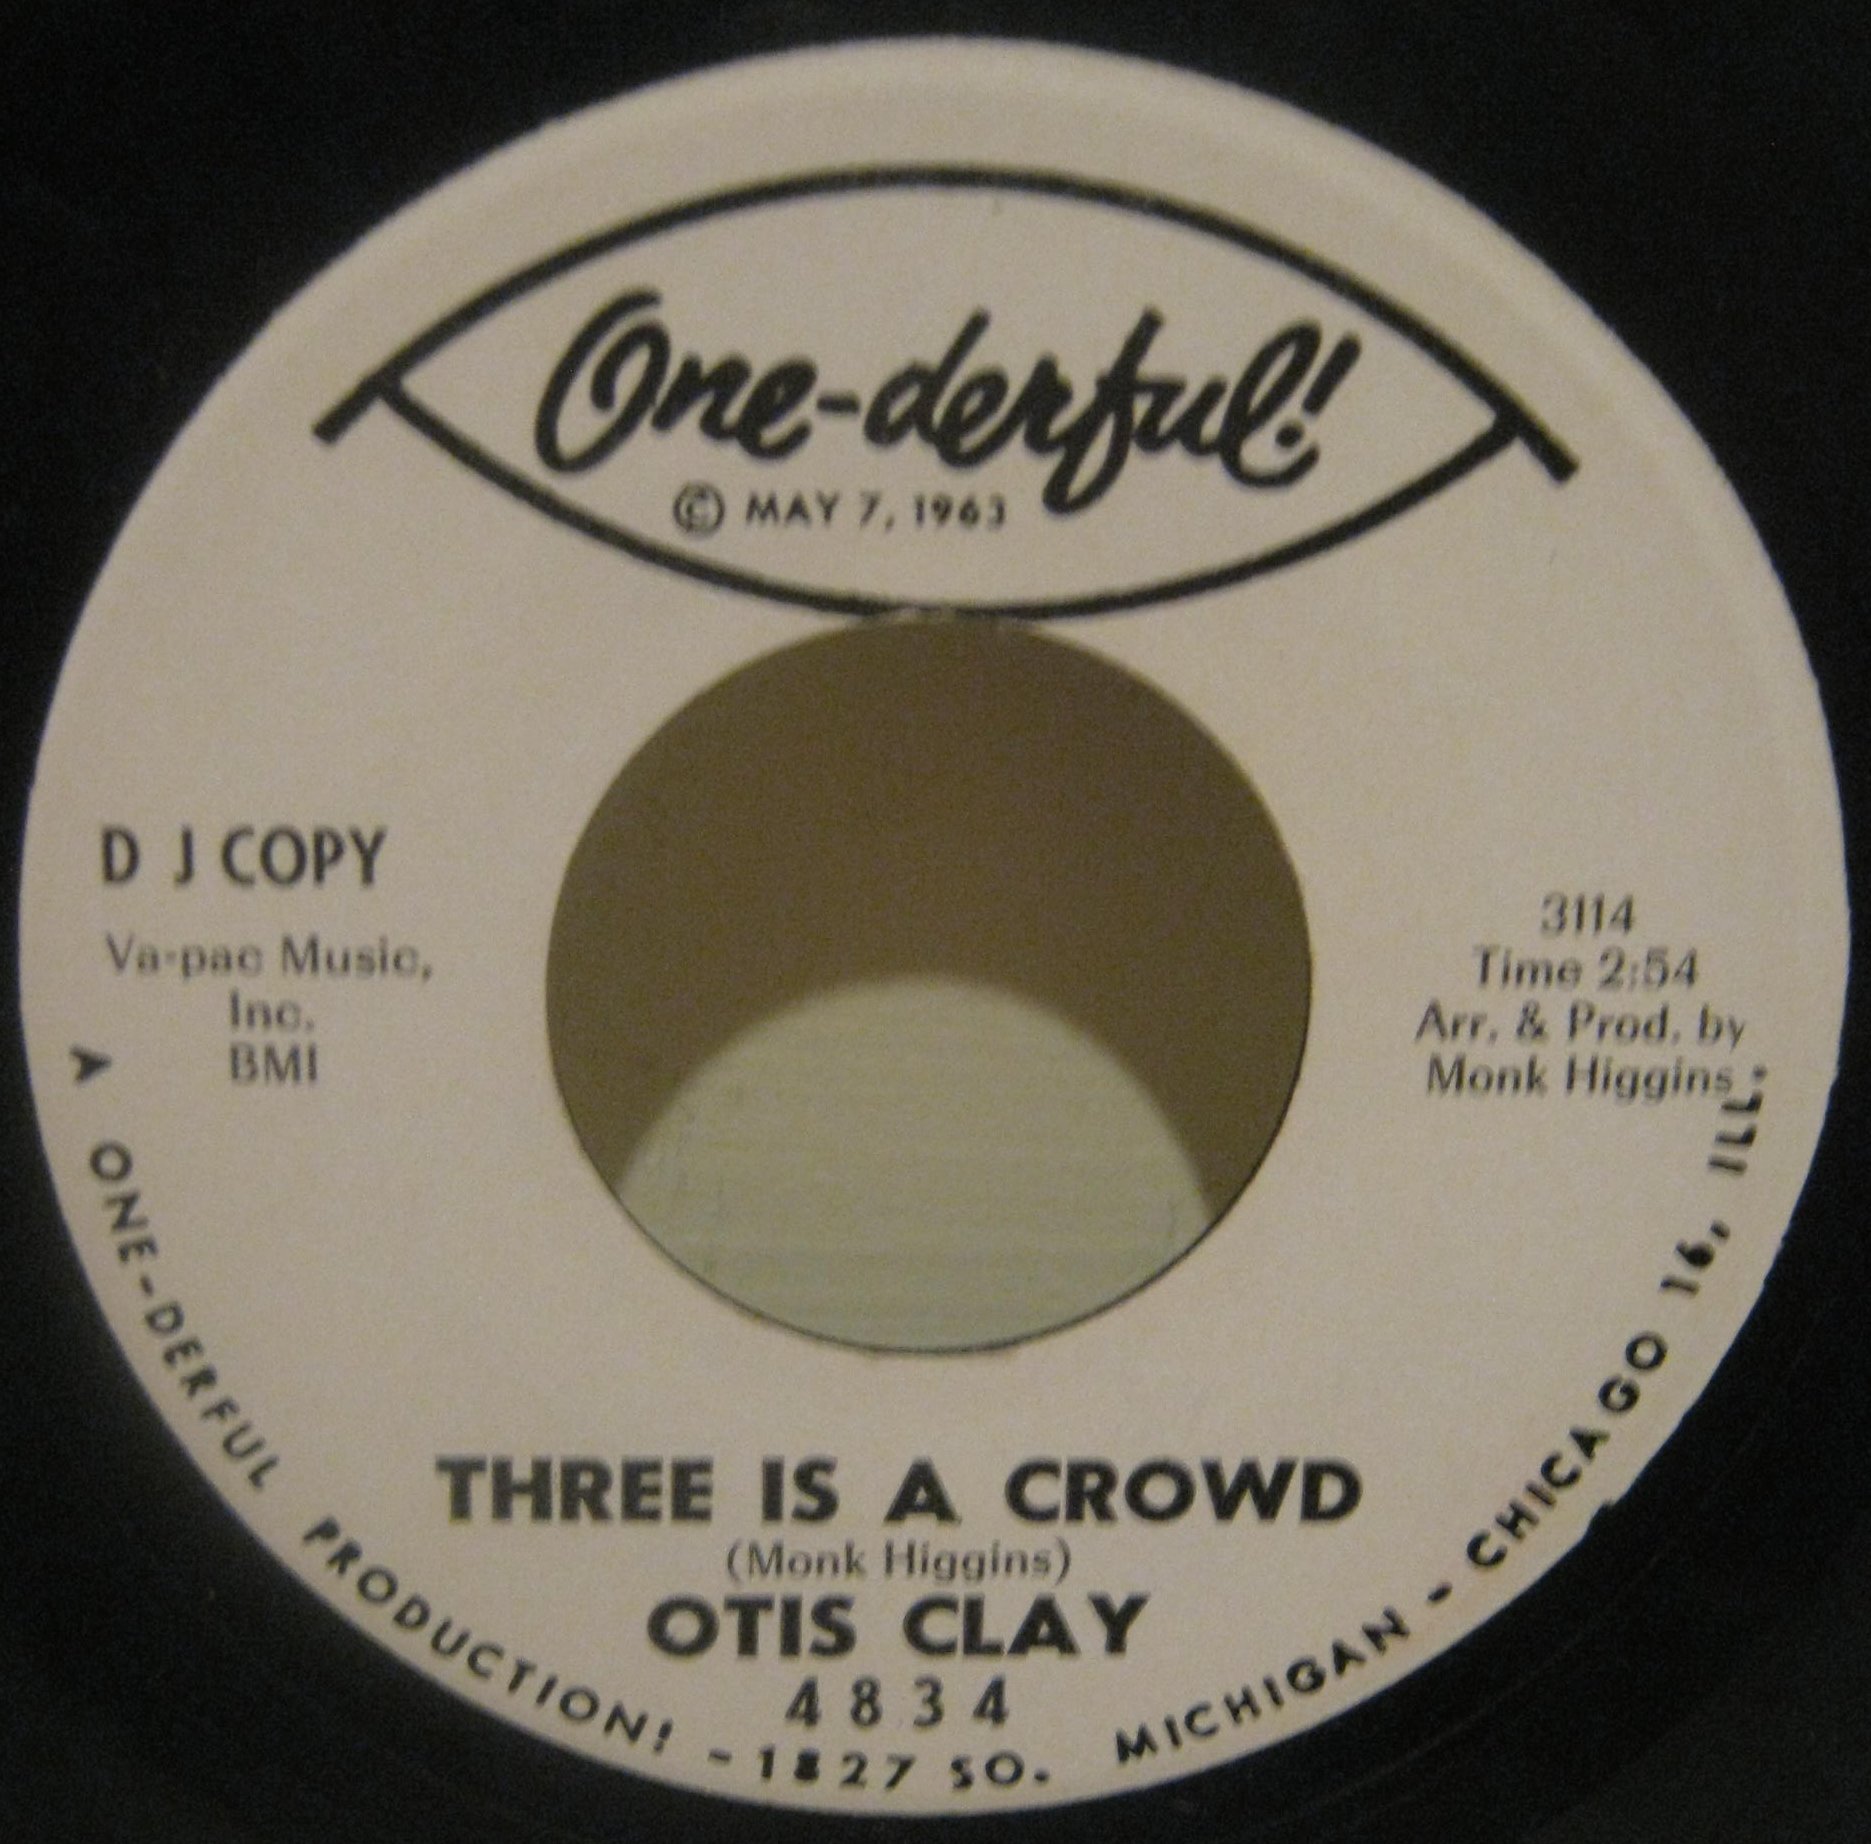 One-derful!
© MAY 7, 1963
D J COPY
Va-pac Music,
Inc.
BMI
3114
Time 2:54
Arr. & Prod. by
Monk Higgins
THREE IS A CROWD
(Monk Higgins)
OTIS CLAY
4834
A ONE-DERFUL PRODUCTION! - 1827 SO. MICHIGAN - CHICAGO 16, ILL.